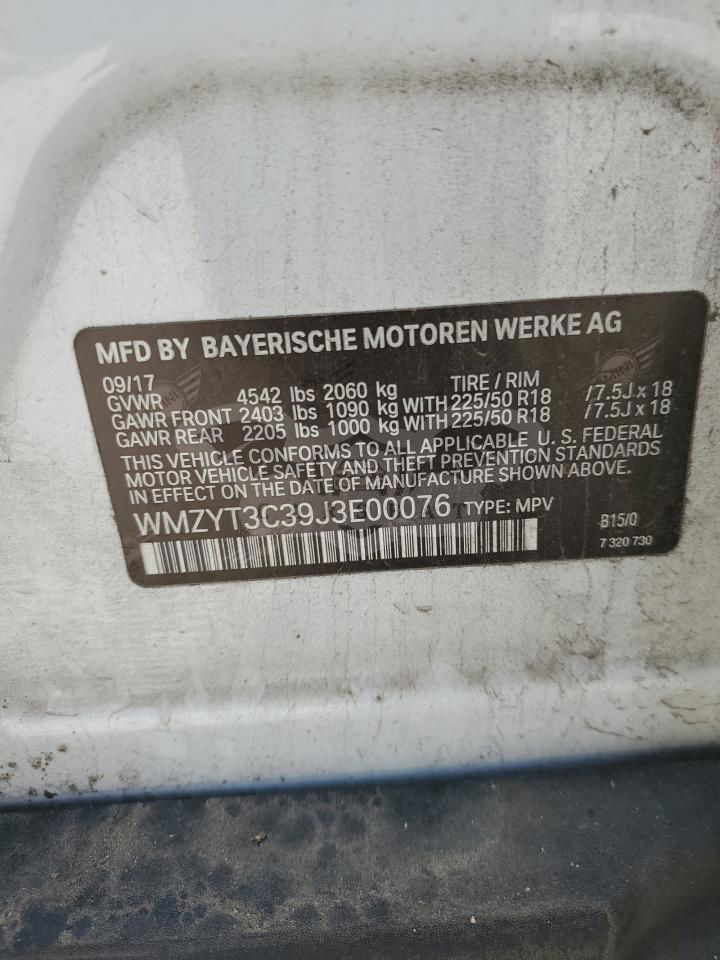 MFD BY BAYERISCHE MOTOREN WERKE AG
09/17 TIRE / RIM
GVWR 4542 lbs 2060 kg
GAWR FRONT 2403 lbs 1090 kg WITH 225/50 R18 /7.5J x 18
GAWR REAR 2205 lbs 1000 kg WITH 225/50 R18 /7.5J x 18
THIS VEHICLE CONFORMS TO ALL APPLICABLE U. S. FEDERAL
MOTOR VEHICLE SAFETY AND THEFT PREVENTION STANDARDS
IN EFFECT ON THE DATE OF MANUFACTURE SHOWN ABOVE.
WMZYT3C39J3E00076 TYPE: MPV
B15/0
7 320 730